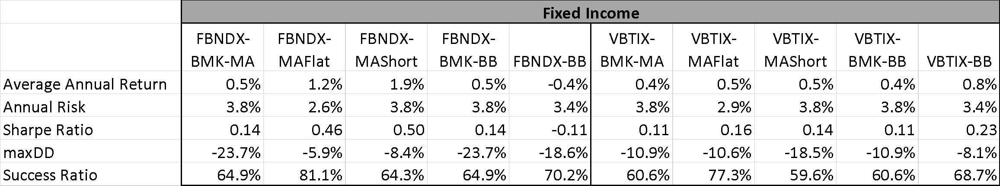 Fixed Income
FBNDX- FBNDX- FBNDX- FBNDX- VBTIX- VBTIX- VBTIX- VBTIX-
BMK-MA MAFlat MAShort BMK-BB FBNDX-BB BMK-MA MAFlat MAShort BMK-BB VBTIX-BB
Average Annual Return 0.5% 1.2% 1.9% 0.5% -0.4% 0.4% 0.5% 0.5% 0.4% 0.8%
Annual Risk 3.8% 2.6% 3.8% 3.8% 3.4% 3.8% 2.9% 3.8% 3.8% 3.4%
Sharpe Ratio 0.14 0.46 0.50 0.14 -0.11 0.11 0.16 0.14 0.11 0.23
maxDD -23.7% -5.9% -8.4% -23.7% -18.6% -10.9% -10.6% -18.5% -10.9% -8.1%
Success Ratio 64.9% 81.1% 64.3% 64.9% 70.2% 60.6% 77.3% 59.6% 60.6% 68.7%